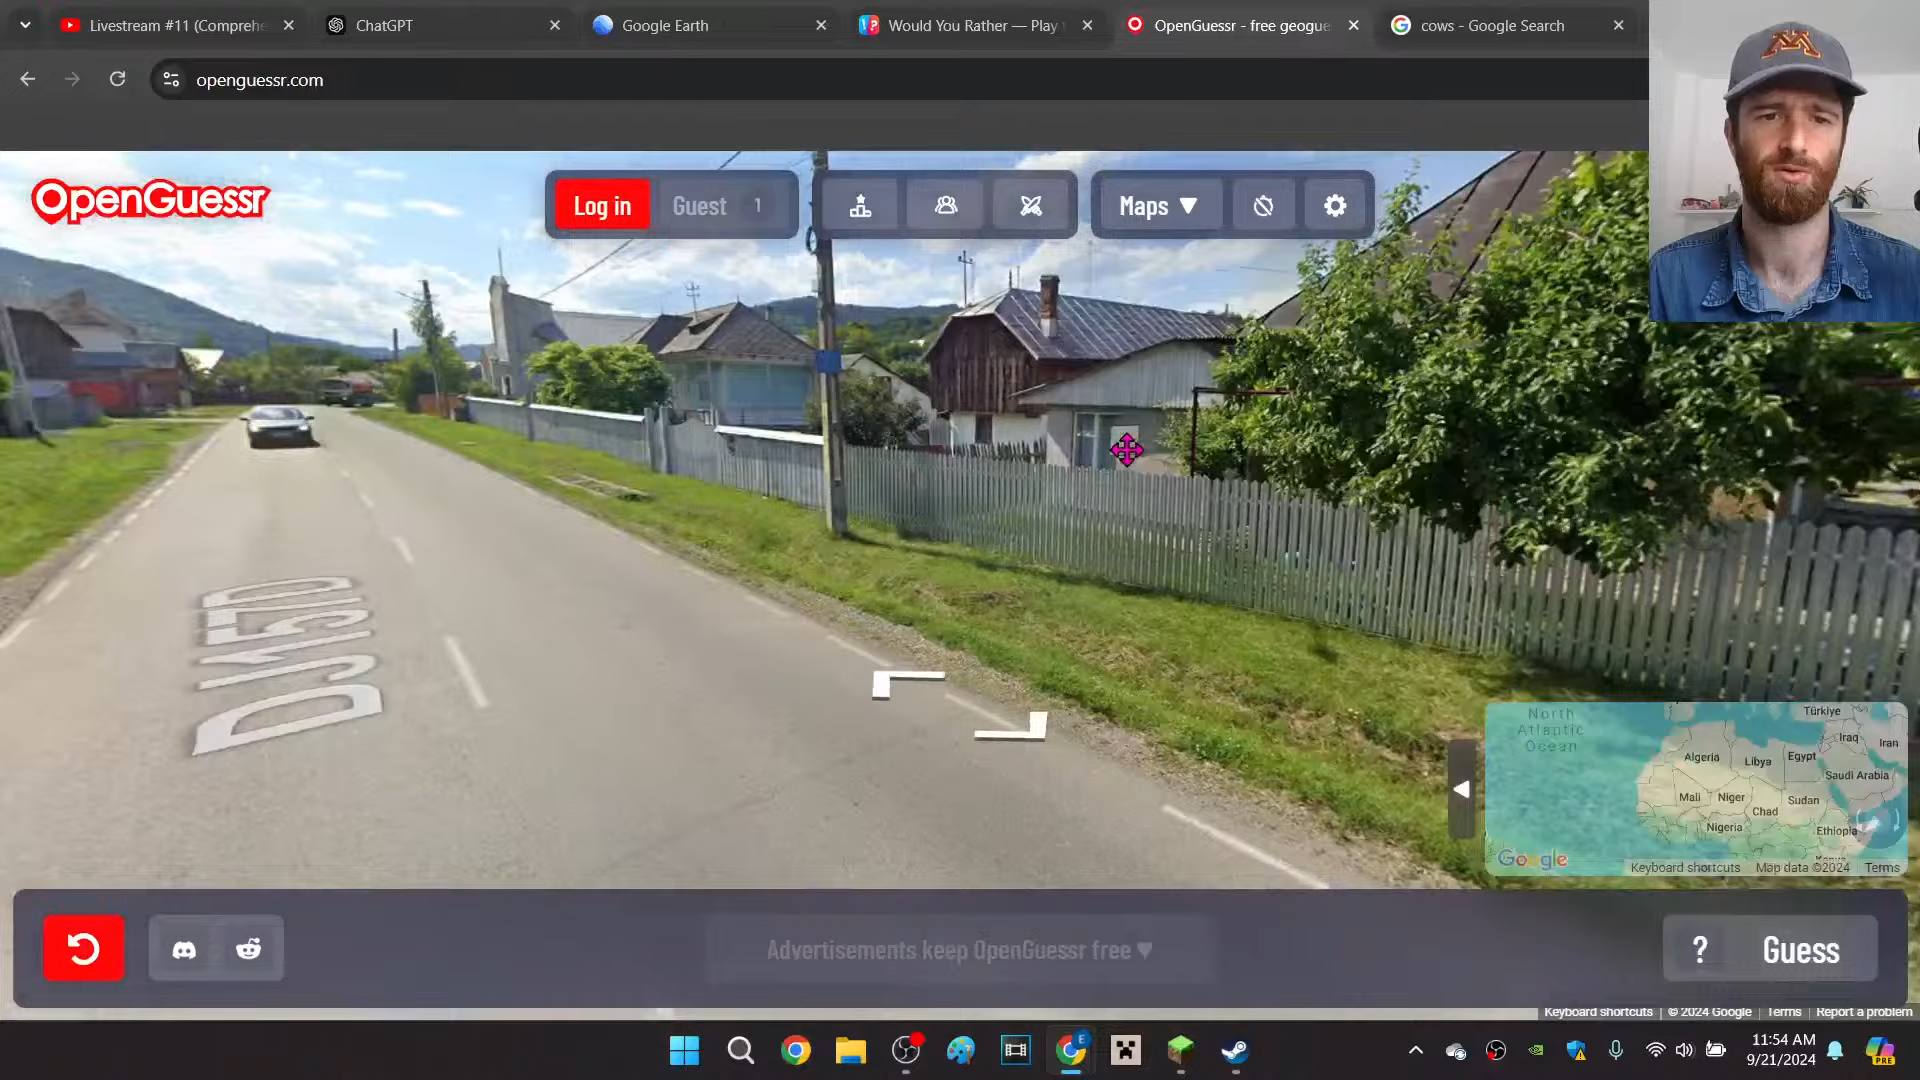 Livestream #11 (Comprehe
ChatGPT
Google Earth
Would You Rather — Play
OpenGuessr - free geogue
cows - Google Search
openguessr.com
OpenGuessr
Log in
Guest 1
Maps ▼
DJ157D
North
Atlantic
Ocean
Türkiye
Iraq
Iran
Algeria
Libya
Egypt
Saudi Arabia
Mali
Niger
Chad
Sudan
Nigeria
Ethiopia
Google
Keyboard shortcuts
Map data ©2024
Terms
Advertisements keep OpenGuessr free ♥
? Guess
Keyboard shortcuts
© 2024 Google
Terms
Report a problem
11:54 AM
9/21/2024
PRE